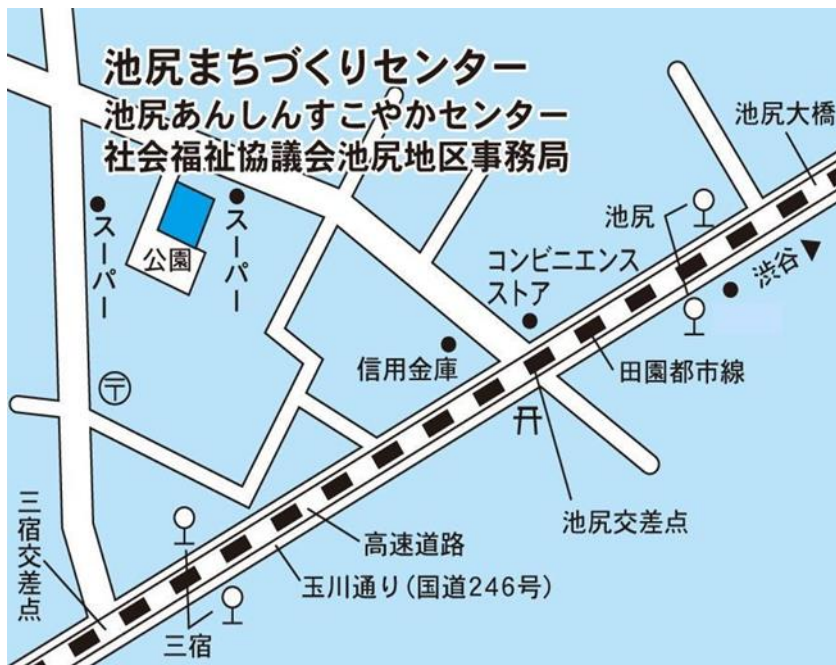 池尻まちづくりセンター
池尻あんしんすこやかセンター
社会福祉協議会池尻地区事務局
池尻大橋
池尻
スーパー
スーパー
公園
コンビニエンス
ストア
渋谷
信用金庫
田園都市線
〒
三宿交差点
池尻交差点
高速道路
玉川通り(国道246号)
三宿